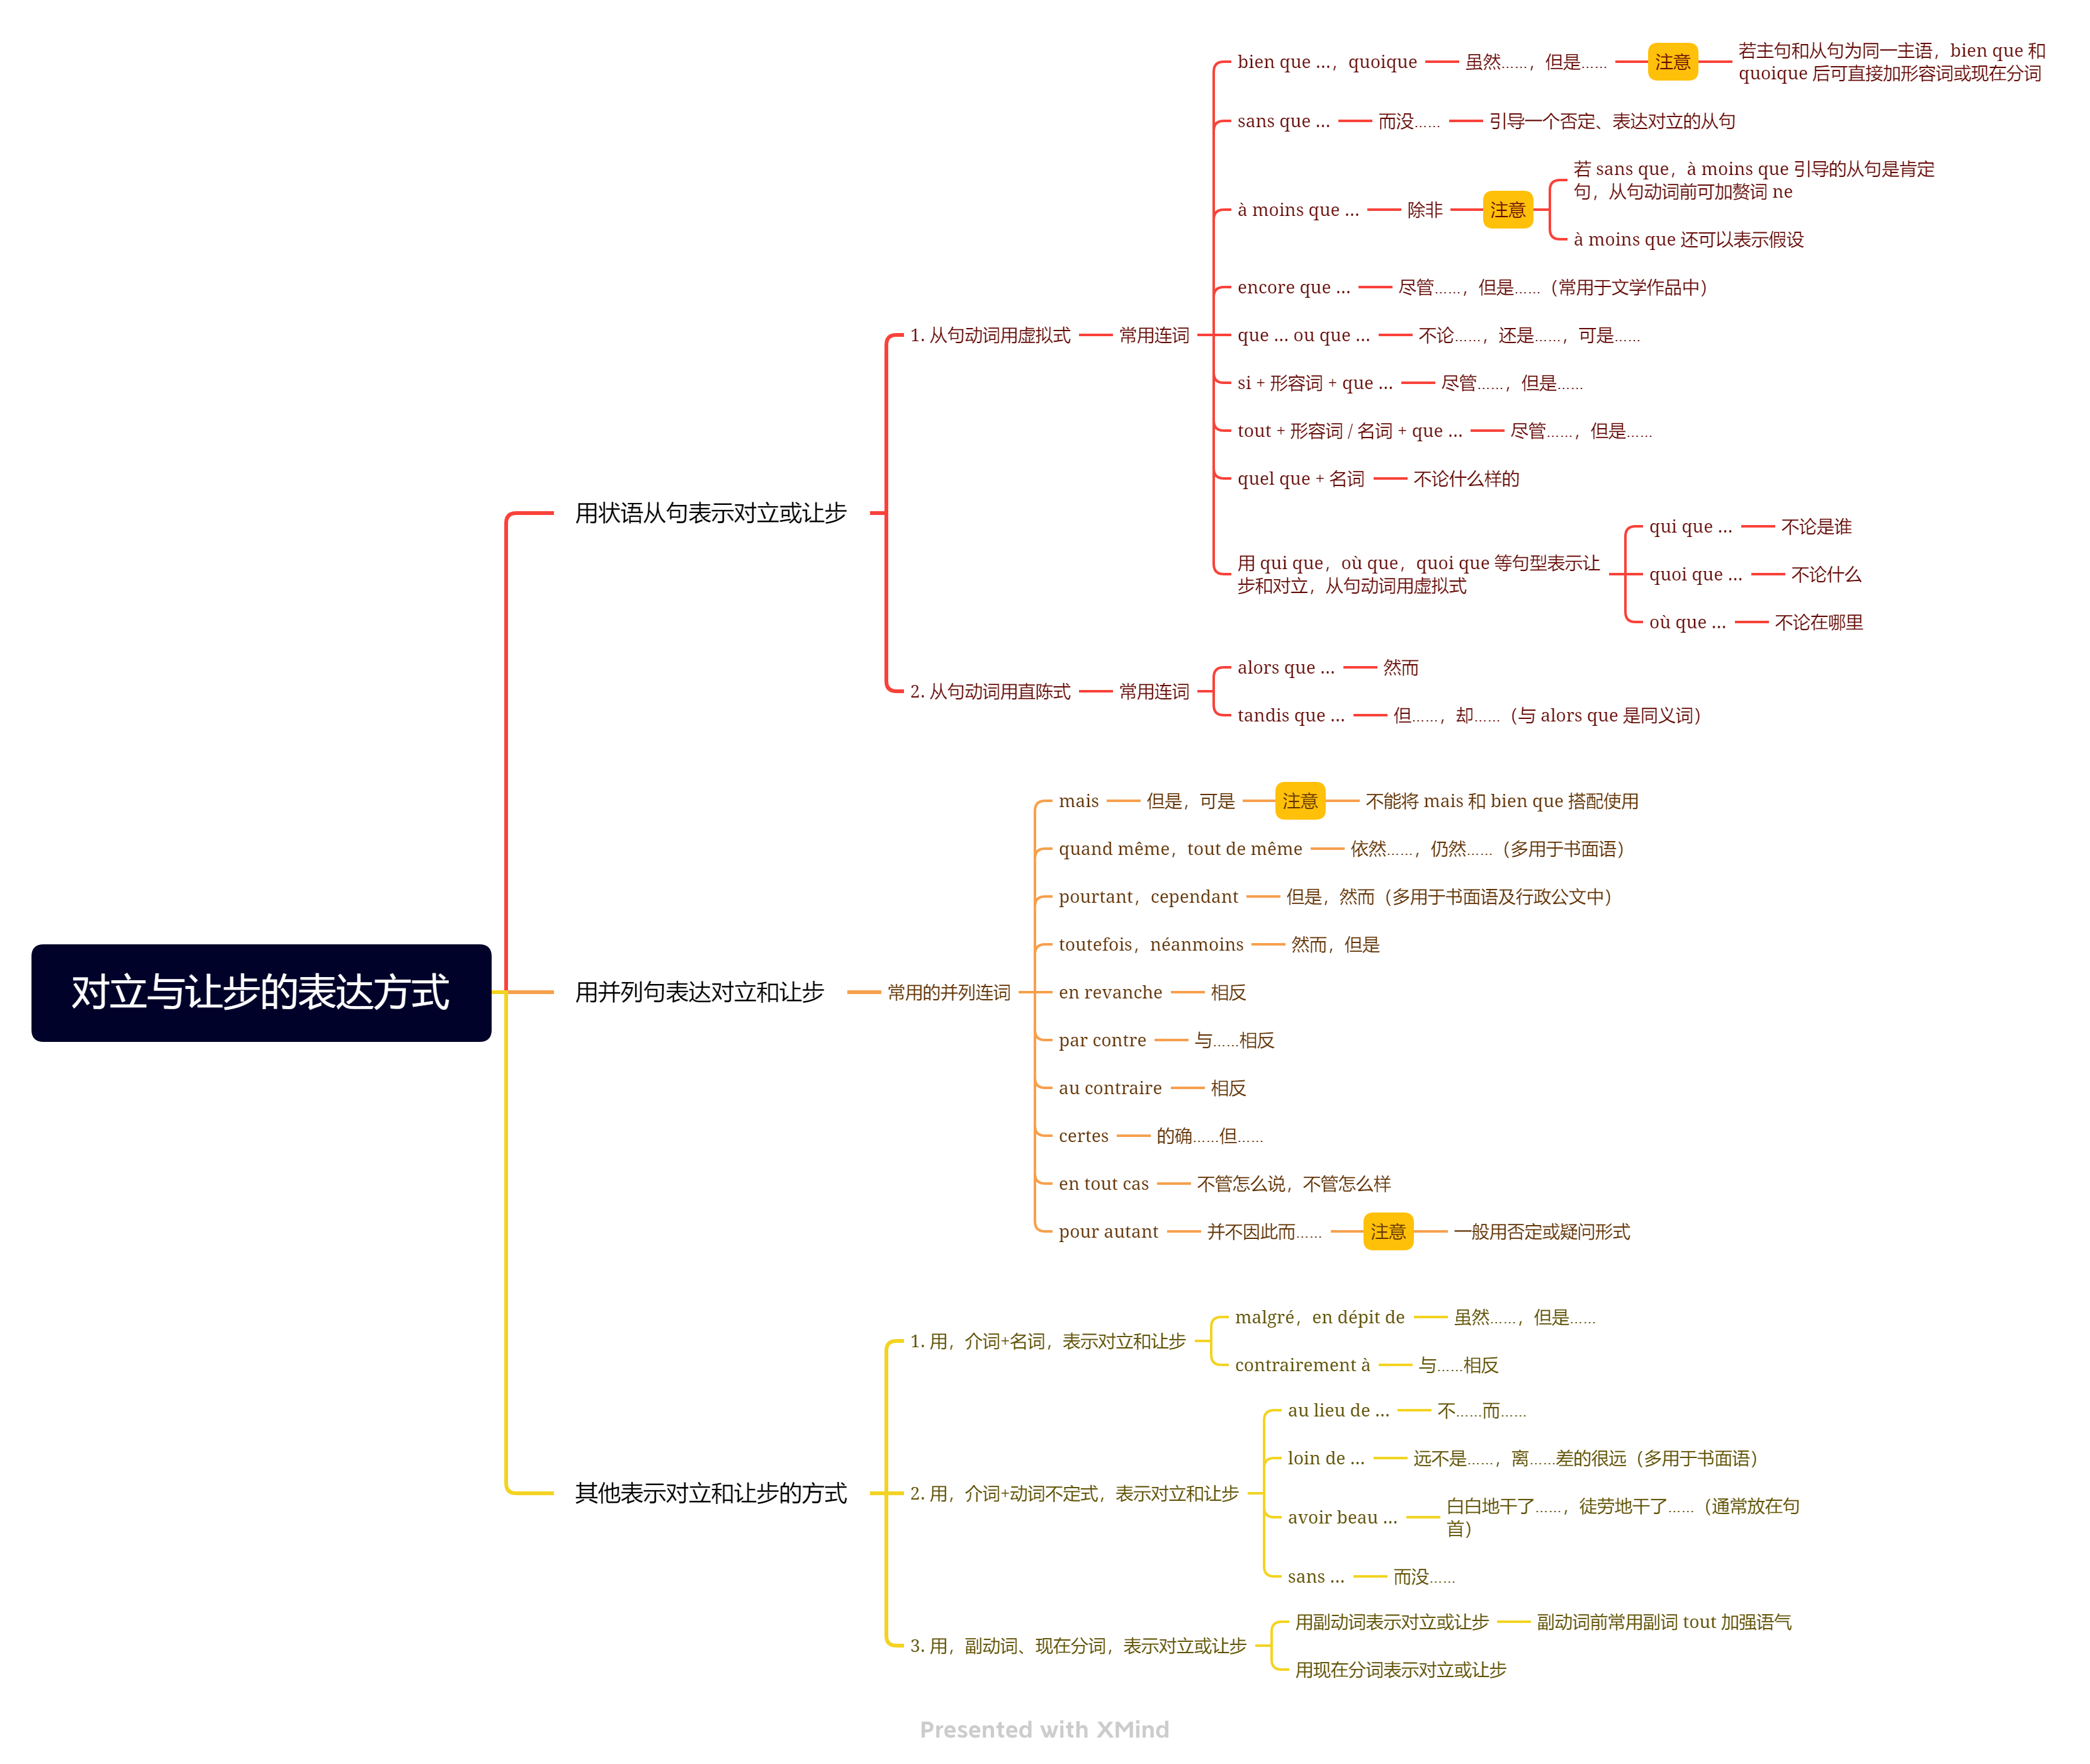 对立与让步的表达方式
用状语从句表示对立或让步
1. 从句动词用虚拟式
常用连词
bien que ...，quoique
虽然……，但是……
注意
若主句和从句为同一主语，bien que 和
quoique 后可直接加形容词或现在分词
sans que ...
而没……
引导一个否定、表达对立的从句
à moins que ...
除非
注意
若 sans que，à moins que 引导的从句是肯定
句，从句动词前可加赘词 ne
à moins que 还可以表示假设
encore que ...
尽管……，但是……（常用于文学作品中）
que ... ou que ...
不论……，还是……，可是……
si + 形容词 + que ...
尽管……，但是……
tout + 形容词 / 名词 + que ...
尽管……，但是……
quel que + 名词
不论什么样的
用 qui que，où que，quoi que 等句型表示让
步和对立，从句动词用虚拟式
qui que ...
不论是谁
quoi que ...
不论什么
où que ...
不论在哪里
2. 从句动词用直陈式
常用连词
alors que ...
然而
tandis que ...
但……，却……（与 alors que 是同义词）
用并列句表达对立和让步
常用的并列连词
mais
但是，可是
注意
不能将 mais 和 bien que 搭配使用
quand même，tout de même
依然……，仍然……（多用于书面语）
pourtant，cependant
但是，然而（多用于书面语及行政公文中）
toutefois，néanmoins
然而，但是
en revanche
相反
par contre
与……相反
au contraire
相反
certes
的确……但……
en tout cas
不管怎么说，不管怎么样
pour autant
并不因此而……
注意
一般用否定或疑问形式
其他表示对立和让步的方式
1. 用，介词+名词，表示对立和让步
malgré，en dépit de
虽然……，但是……
contrairement à
与……相反
2. 用，介词+动词不定式，表示对立和让步
au lieu de ...
不……而……
loin de ...
远不是……，离……差的很远（多用于书面语）
avoir beau ...
白白地干了……，徒劳地干了……（通常放在句
首）
sans ...
而没……
3. 用，副动词、现在分词，表示对立或让步
用副动词表示对立或让步
副动词前常用副词 tout 加强语气
用现在分词表示对立或让步
Presented with XMind